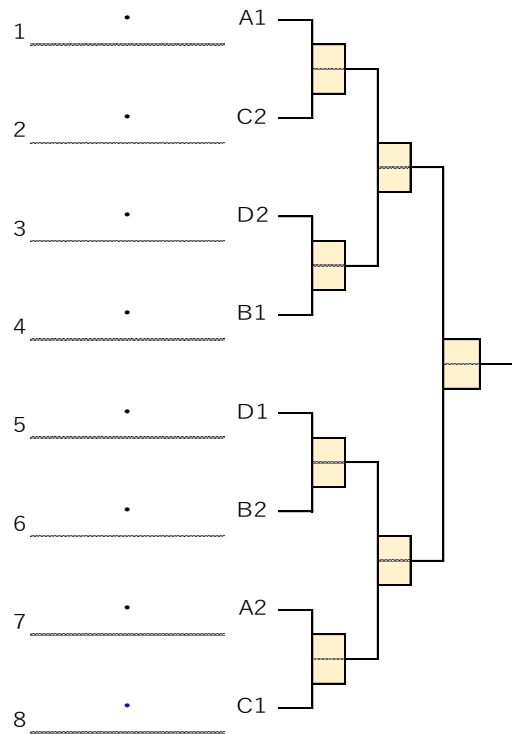 1 . A1
2 . C2
3 . D2
4 . B1
5 . D1
6 . B2
7 . A2
8 . C1